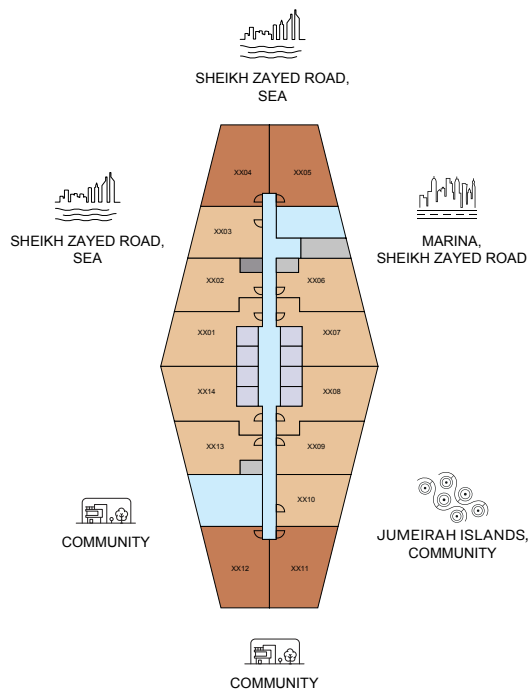 SHEIKH ZAYED ROAD,
SEA
XX04
XX05
SHEIKH ZAYED ROAD,
SEA
XX03
MARINA,
SHEIKH ZAYED ROAD
XX02
XX06
XX01
XX07
XX14
XX08
XX13
XX09
XX10
COMMUNITY
JUMEIRAH ISLANDS,
COMMUNITY
XX12
XX11
COMMUNITY